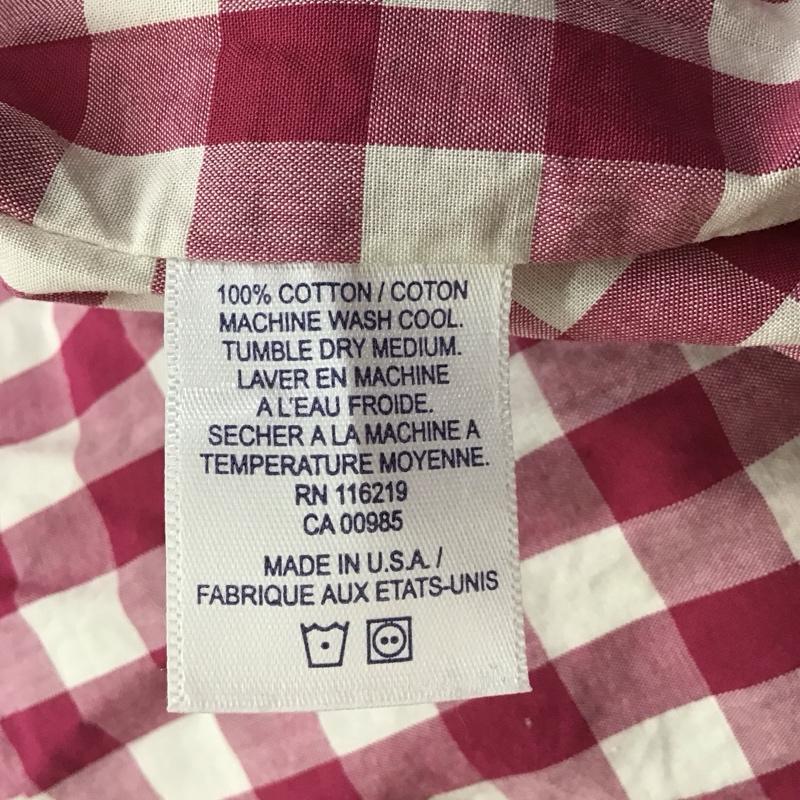 100% COTTON / COTON
MACHINE WASH COOL.
TUMBLE DRY MEDIUM.
LAVER EN MACHINE
A L'EAU FROIDE.
SECHER A LA MACHINE A
TEMPERATURE MOYENNE.
RN 116219
CA 00985
MADE IN U.S.A. /
FABRIQUE AUX ETATS-UNIS